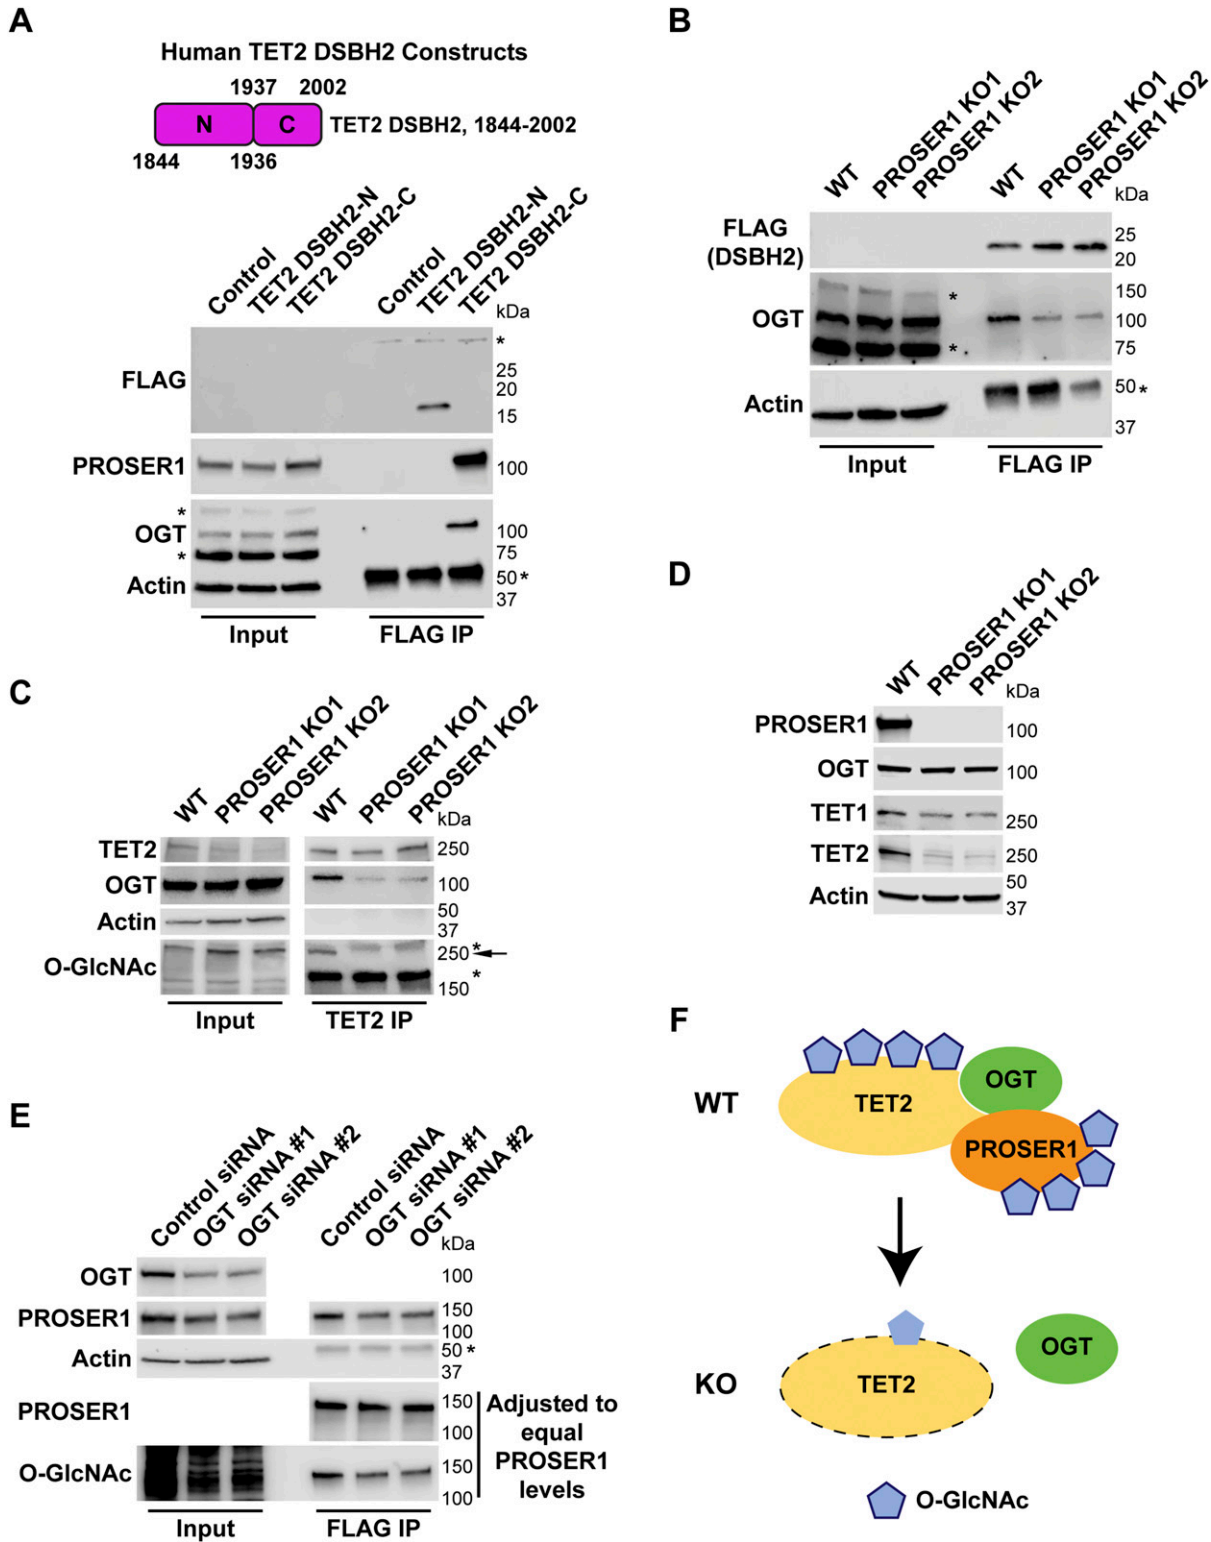 A
Human TET2 DSBH2 Constructs
1937 2002
N C TET2 DSBH2, 1844-2002
1844 1936
Control TET2 DSBH2-N TET2 DSBH2-C Control TET2 DSBH2-N TET2 DSBH2-C
kDa
*
FLAG
25
20
15
PROSER1 100
*
OGT 100
* 75
Actin 50*
37
Input FLAG IP
B
WT PROSER1 KO1 PROSER1 KO2 WT PROSER1 KO1 PROSER1 KO2
kDa
FLAG
(DSBH2)
25
20
OGT
*
*
150
100
75
Actin
50*
37
Input FLAG IP
C
WT PROSER1 KO1 PROSER1 KO2 WT PROSER1 KO1 PROSER1 KO2
kDa
TET2 250
OGT 100
Actin 50
37
O-GlcNAc
*
250
*
150
Input TET2 IP
D
WT PROSER1 KO1 PROSER1 KO2
kDa
PROSER1 100
OGT 100
TET1 250
TET2 250
Actin 50
37
E
Control siRNA OGT siRNA #1 OGT siRNA #2 Control siRNA OGT siRNA #1 OGT siRNA #2
kDa
OGT 100
PROSER1 150
100
Actin 50*
37
PROSER1 150
100
O-GlcNAc 150
100
Adjusted to
equal
PROSER1
levels
Input FLAG IP
F
WT
TET2
OGT
PROSER1
KO
TET2
OGT
O-GlcNAc